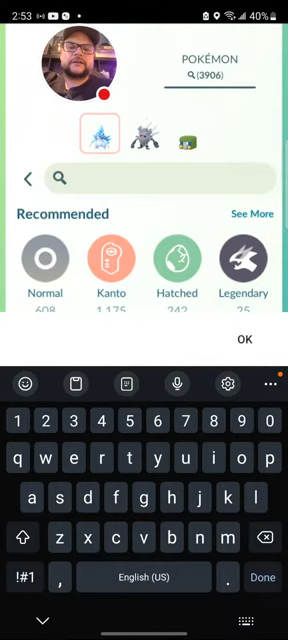 2:53
40%
POKÉMON
(3906)
Recommended
See More
Normal
Kanto
Hatched
Legendary
608
1,175
242
25
OK
1 2 3 4 5 6 7 8 9 0
q w e r t y u i o p
a s d f g h j k l
z x c v b n m
!#1 , English (US) . Done